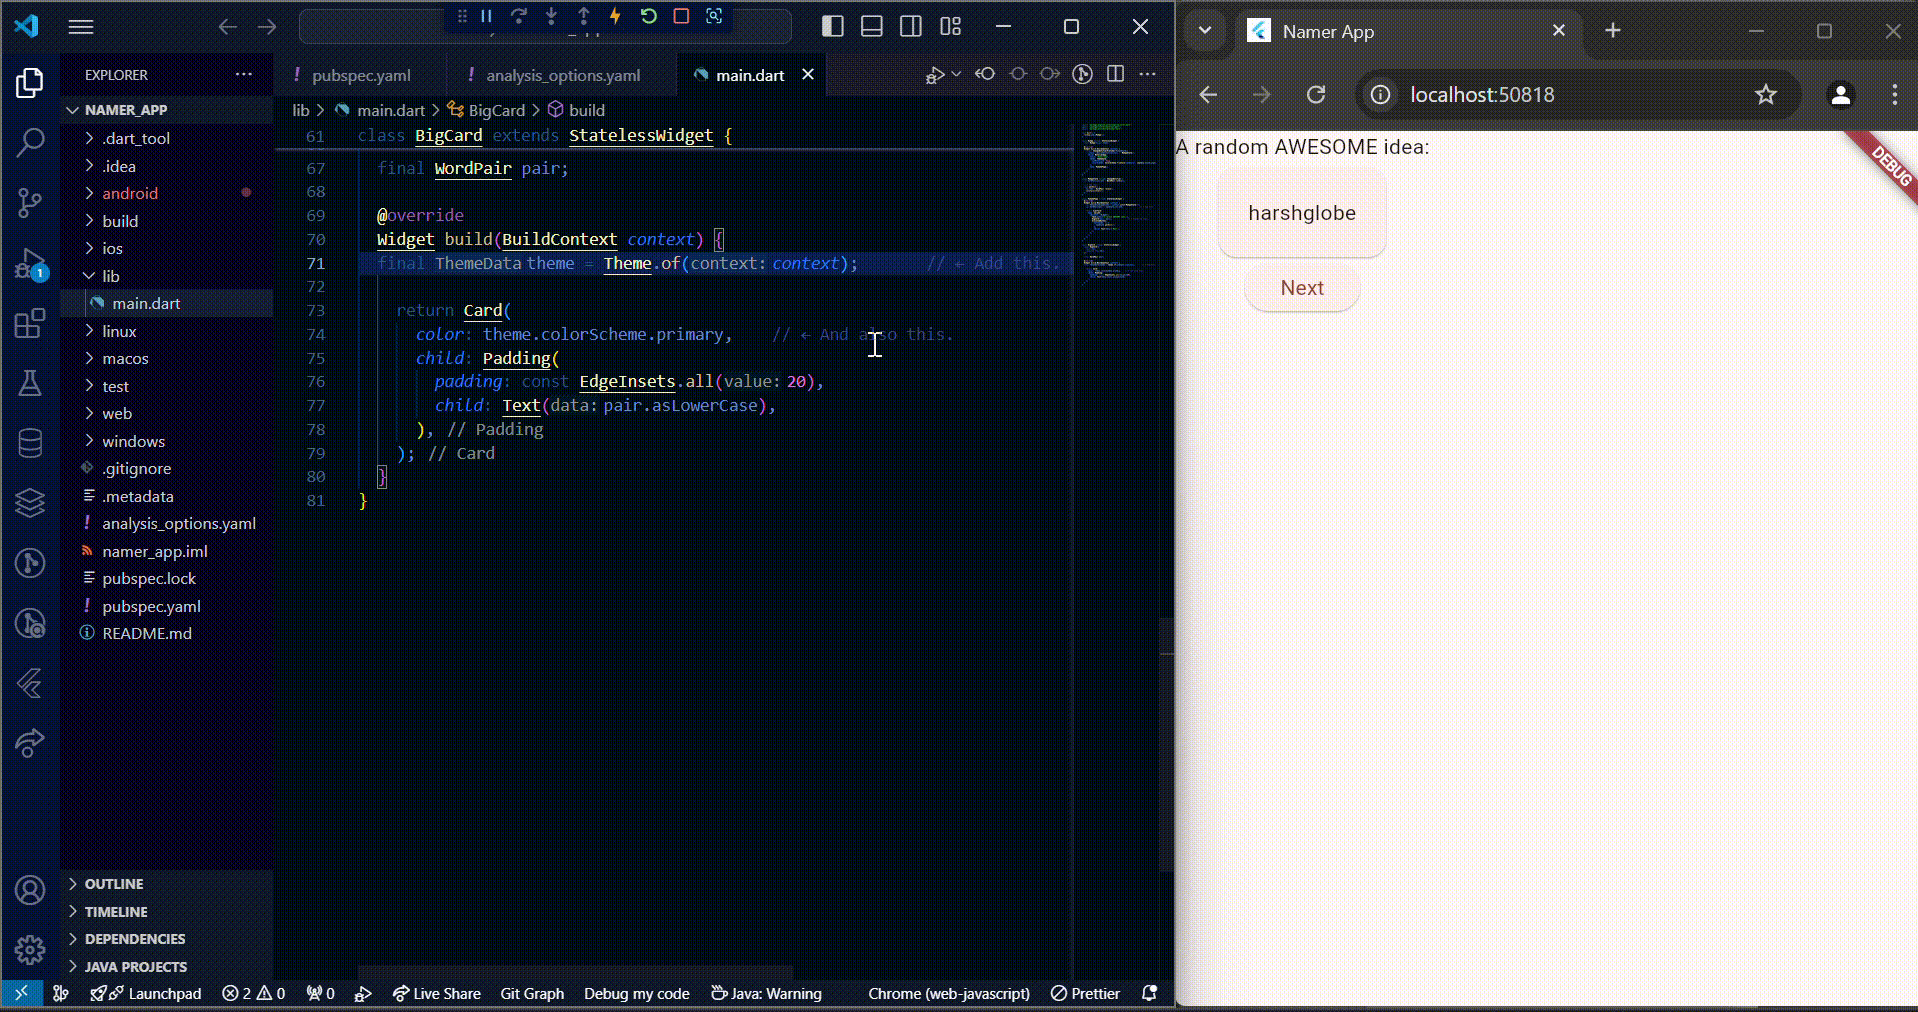 EXPLORER
NAMER_APP
.dart_tool
.idea
android
build
ios
lib
main.dart
linux
macos
test
web
windows
.gitignore
.metadata
analysis_options.yaml
namer_app.iml
pubspec.lock
pubspec.yaml
README.md
OUTLINE
TIMELINE
DEPENDENCIES
JAVA PROJECTS
1
pubspec.yaml
analysis_options.yaml
main.dart
lib > main.dart > BigCard > build
61 class BigCard extends StatelessWidget {
67 final WordPair pair;
68
69 @override
70 Widget build(BuildContext context) {
71 final ThemeData theme = Theme.of(context: context); // ← Add this.
72
73 return Card(
74 color: theme.colorScheme.primary, // ← And also this.
75 child: Padding(
76 padding: const EdgeInsets.all(value: 20),
77 child: Text(data: pair.asLowerCase),
78 ), // Padding
79 ); // Card
80 }
81 }
Launchpad 2 0 0 Live Share Git Graph Debug my code Java: Warning Chrome (web-javascript) Prettier
Namer App
localhost:50818
A random AWESOME idea:
DEBUG
harshglobe
Next